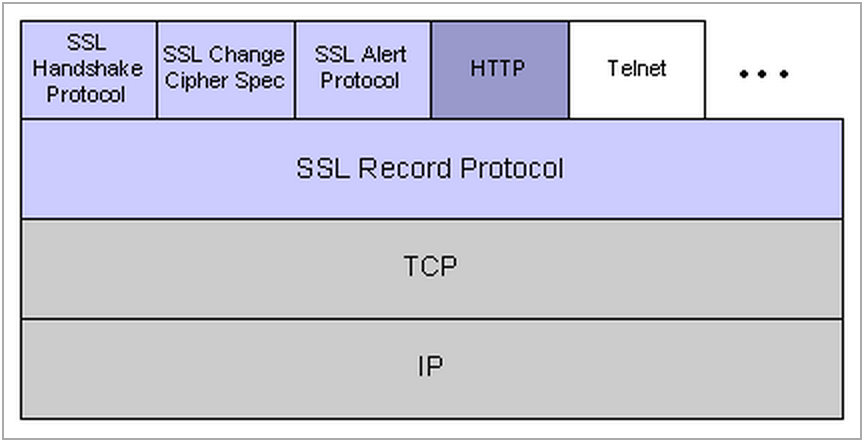 SSL
Handshake
Protocol
SSL Change
Cipher Spec
SSL Alert
Protocol
HTTP
Telnet
...
SSL Record Protocol
TCP
IP